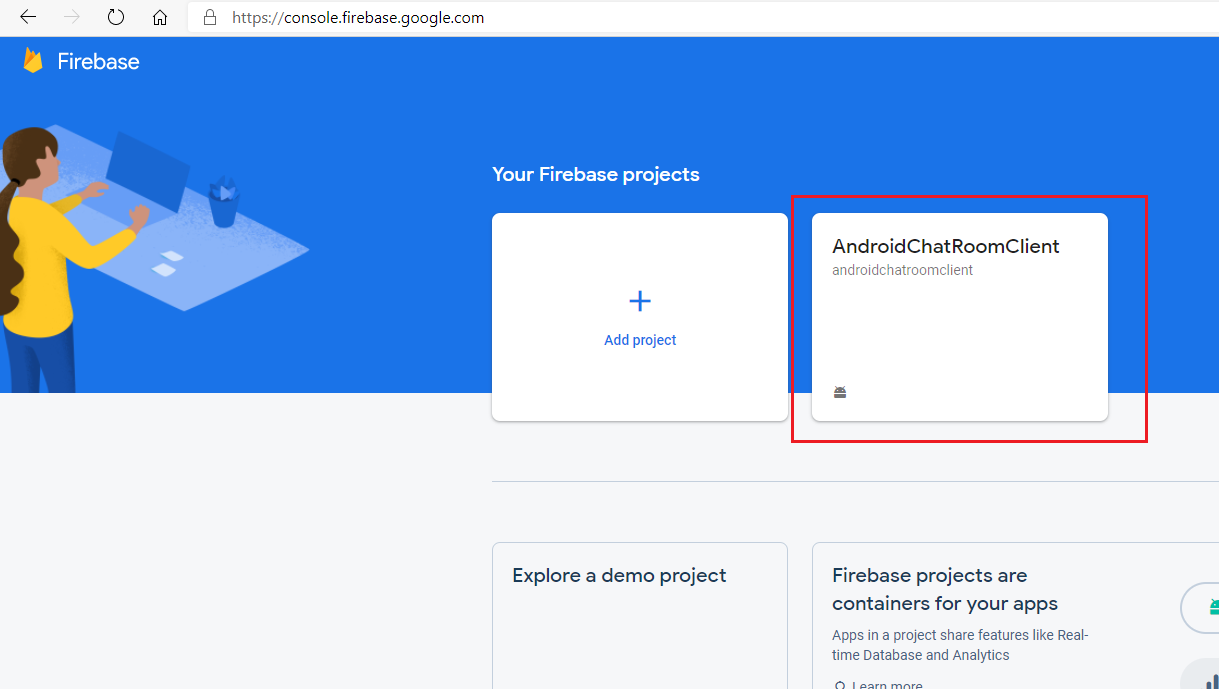 https://console.firebase.google.com
Firebase
Your Firebase projects
Add project
AndroidChatRoomClient
androidchatroomclient
Explore a demo project
Firebase projects are
containers for your apps
Apps in a project share features like Real-
time Database and Analytics
Learn more